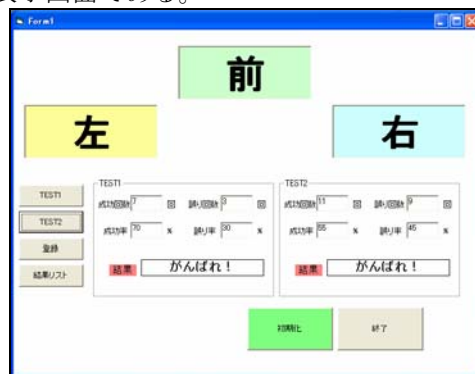 表示画面である。
Form1
前
左 右
TEST1 TEST2
TEST1
TEST2
登録
結果リスト
成功回数 7 回 誤り回数 3 回 成功回数 11 回 誤り回数 9 回
成功率 70 % 誤り率 30 % 成功率 55 % 誤り率 45 %
結果 がんばれ！ 結果 がんばれ！
初期化 終了